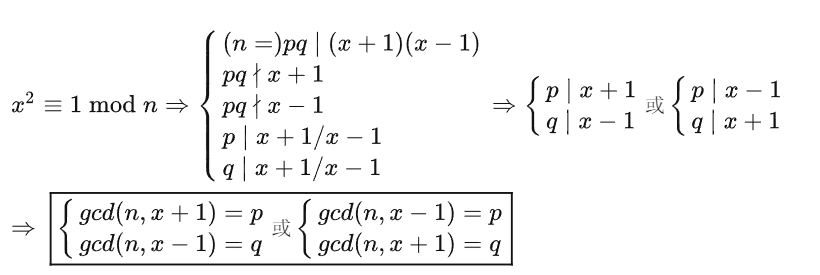 x² ≡ 1 mod n ⇒ { (n =)pq | (x + 1)(x − 1)
pq ∤ x + 1
pq ∤ x − 1
p | x + 1/x − 1
q | x + 1/x − 1
⇒ { p | x + 1
q | x − 1
或 { p | x − 1
q | x + 1
⇒ { gcd(n, x + 1) = p
gcd(n, x − 1) = q
或 { gcd(n, x − 1) = p
gcd(n, x + 1) = q